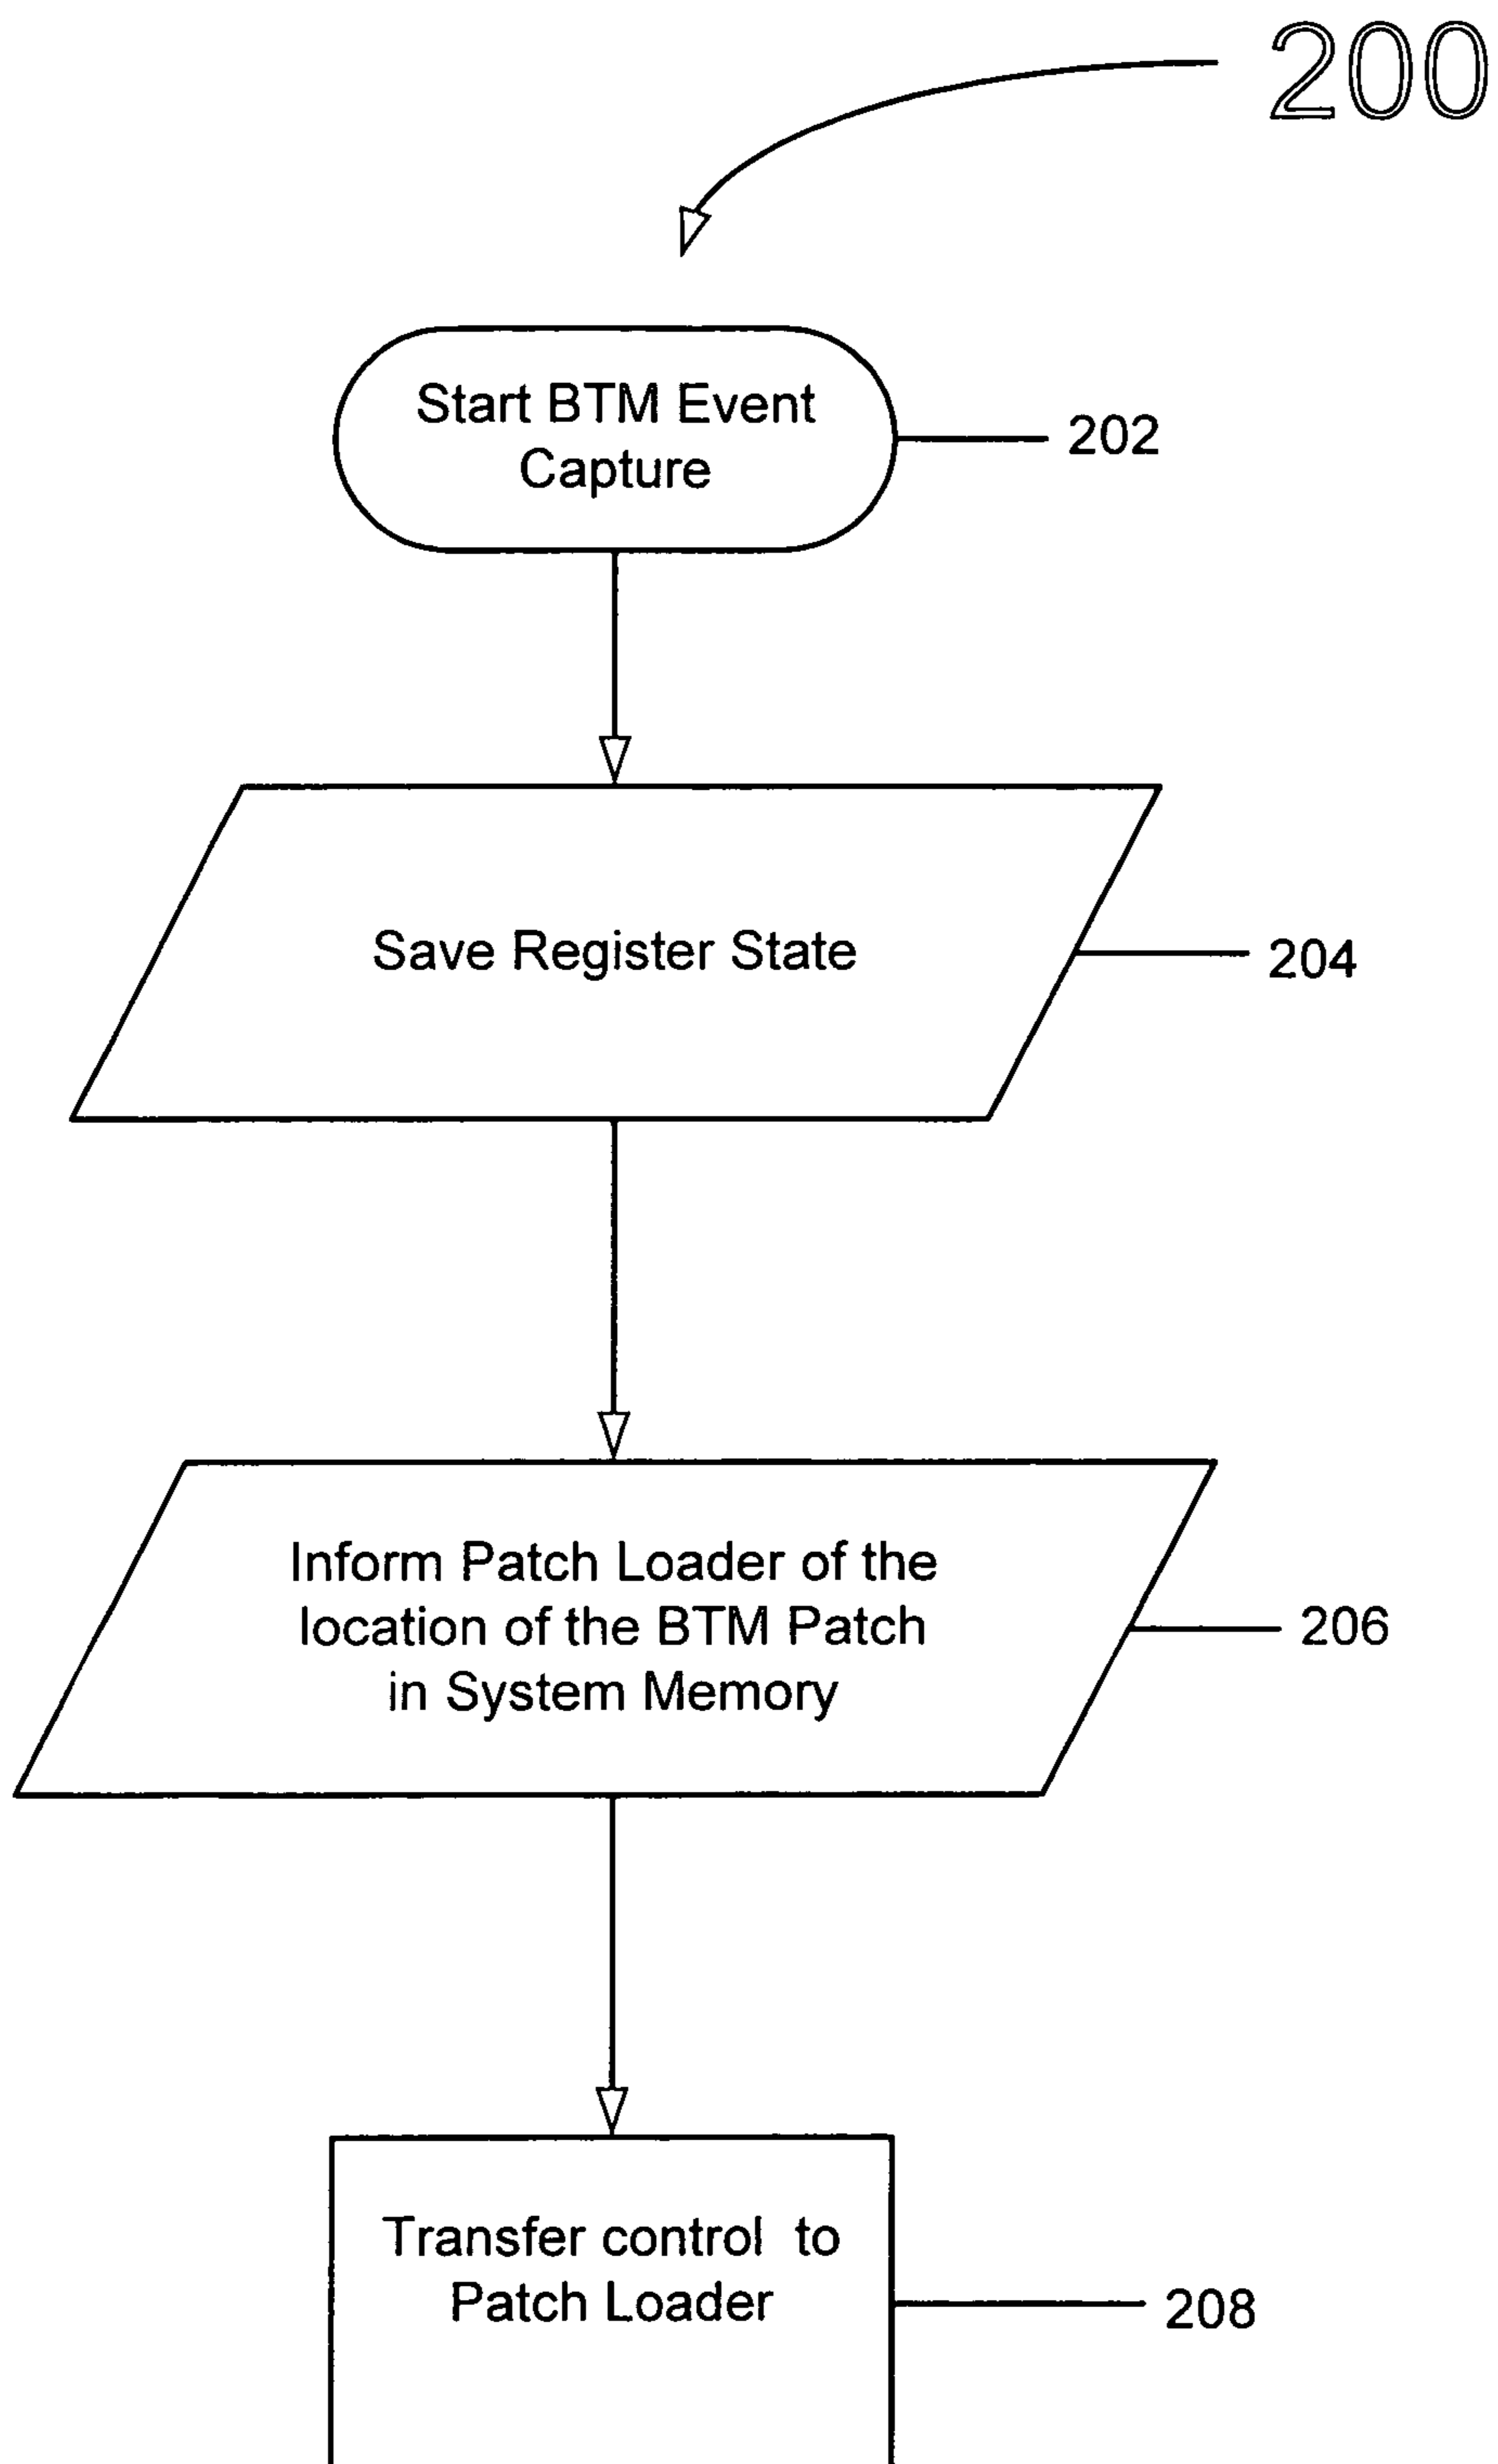 200
Start BTM Event
Capture
202
Save Register State
204
Inform Patch Loader of the
location of the BTM Patch
in System Memory
206
Transfer control to
Patch Loader
208